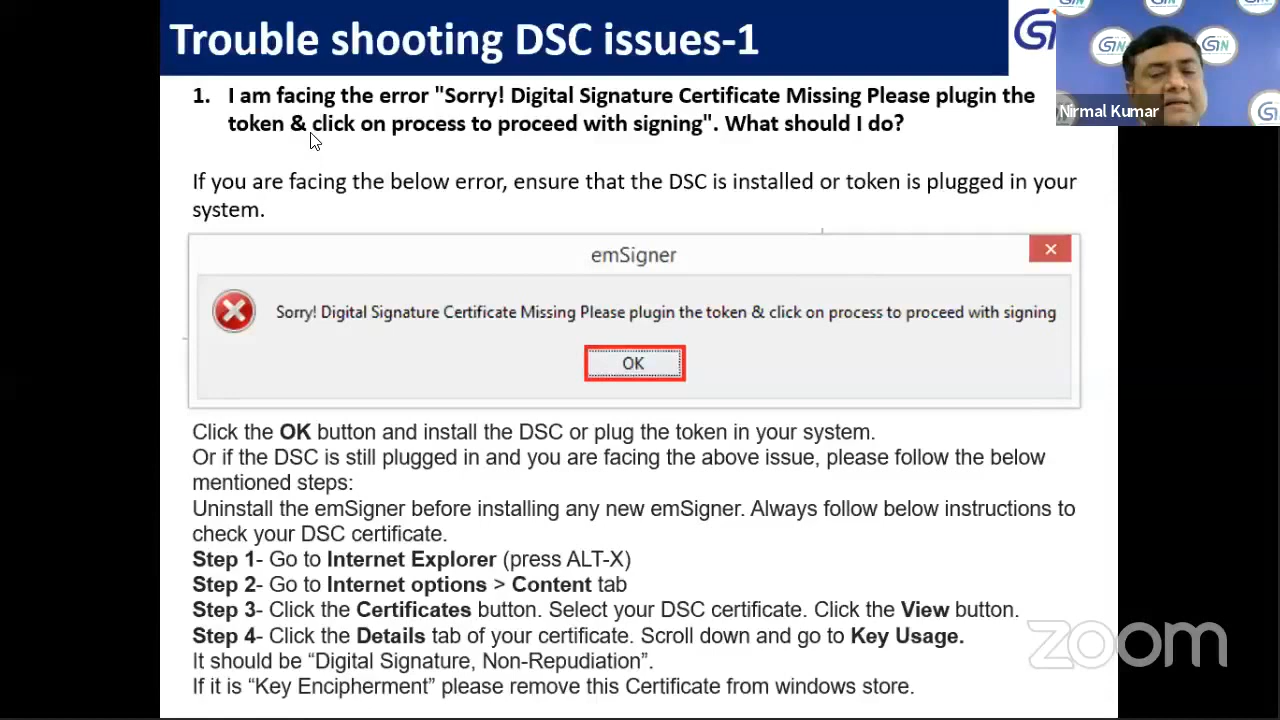 Trouble shooting DSC issues-1
Nirmal Kumar
1. I am facing the error "Sorry! Digital Signature Certificate Missing Please plugin the
token & click on process to proceed with signing". What should I do?
If you are facing the below error, ensure that the DSC is installed or token is plugged in your
system.
emSigner
Sorry! Digital Signature Certificate Missing Please plugin the token & click on process to proceed with signing
OK
Click the OK button and install the DSC or plug the token in your system.
Or if the DSC is still plugged in and you are facing the above issue, please follow the below
mentioned steps:
Uninstall the emSigner before installing any new emSigner. Always follow below instructions to
check your DSC certificate.
Step 1- Go to Internet Explorer (press ALT-X)
Step 2- Go to Internet options > Content tab
Step 3- Click the Certificates button. Select your DSC certificate. Click the View button.
Step 4- Click the Details tab of your certificate. Scroll down and go to Key Usage.
It should be “Digital Signature, Non-Repudiation”.
If it is “Key Encipherment” please remove this Certificate from windows store.
zoom